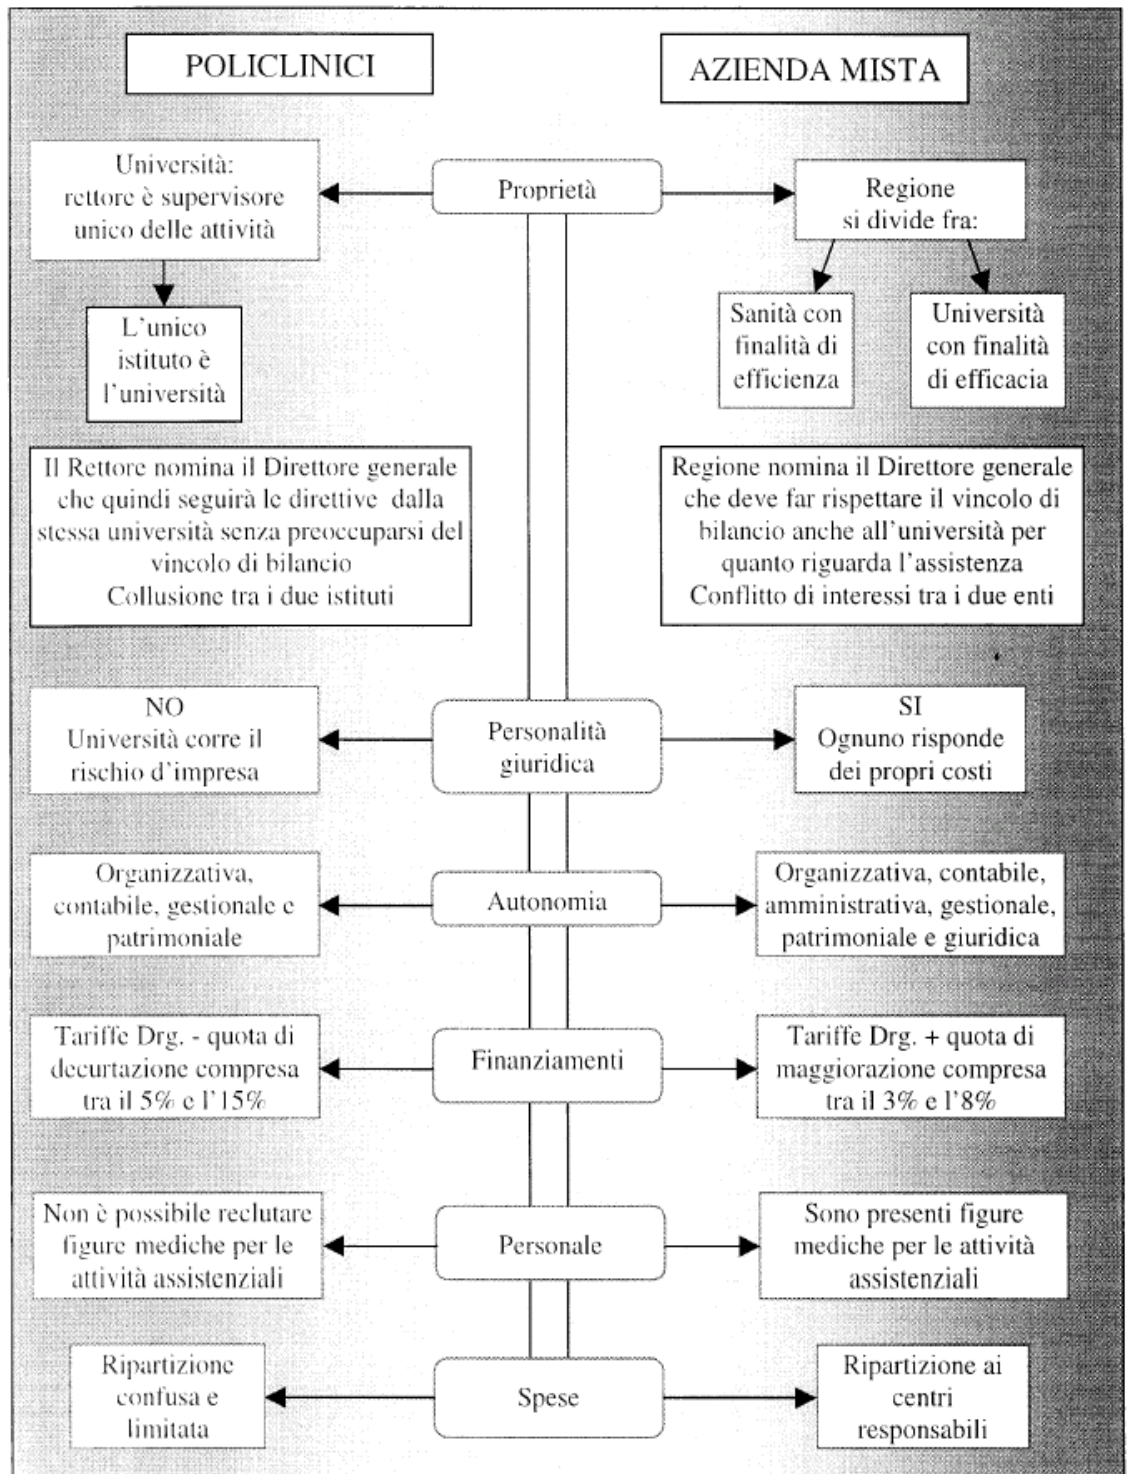 POLICLINICI
AZIENDA MISTA
Università:
rettore è supervisore
unico delle attività
Proprietà
Regione
si divide fra:
L'unico
istituto è
l'università
Sanità con
finalità di
efficienza
Università
con finalità
di efficacia
Il Rettore nomina il Direttore generale
che quindi seguirà le direttive dalla
stessa università senza preoccuparsi del
vincolo di bilancio
Collusione tra i due istituti
Regione nomina il Direttore generale
che deve far rispettare il vincolo di
bilancio anche all'università per
quanto riguarda l'assistenza
Conflitto di interessi tra i due enti
NO
Università corre il
rischio d'impresa
Personalità
giuridica
SI
Ognuno risponde
dei propri costi
Organizzativa,
contabile, gestionale e
patrimoniale
Autonomia
Organizzativa, contabile,
amministrativa, gestionale,
patrimoniale e giuridica
Tariffe Drg. - quota di
decurtazione compresa
tra il 5% e l'15%
Finanziamenti
Tariffe Drg. + quota di
maggiorazione compresa
tra il 3% e l'8%
Non è possibile reclutare
figure mediche per le
attività assistenziali
Personale
Sono presenti figure
mediche per le attività
assistenziali
Ripartizione
confusa e
limitata
Spese
Ripartizione ai
centri
responsabili